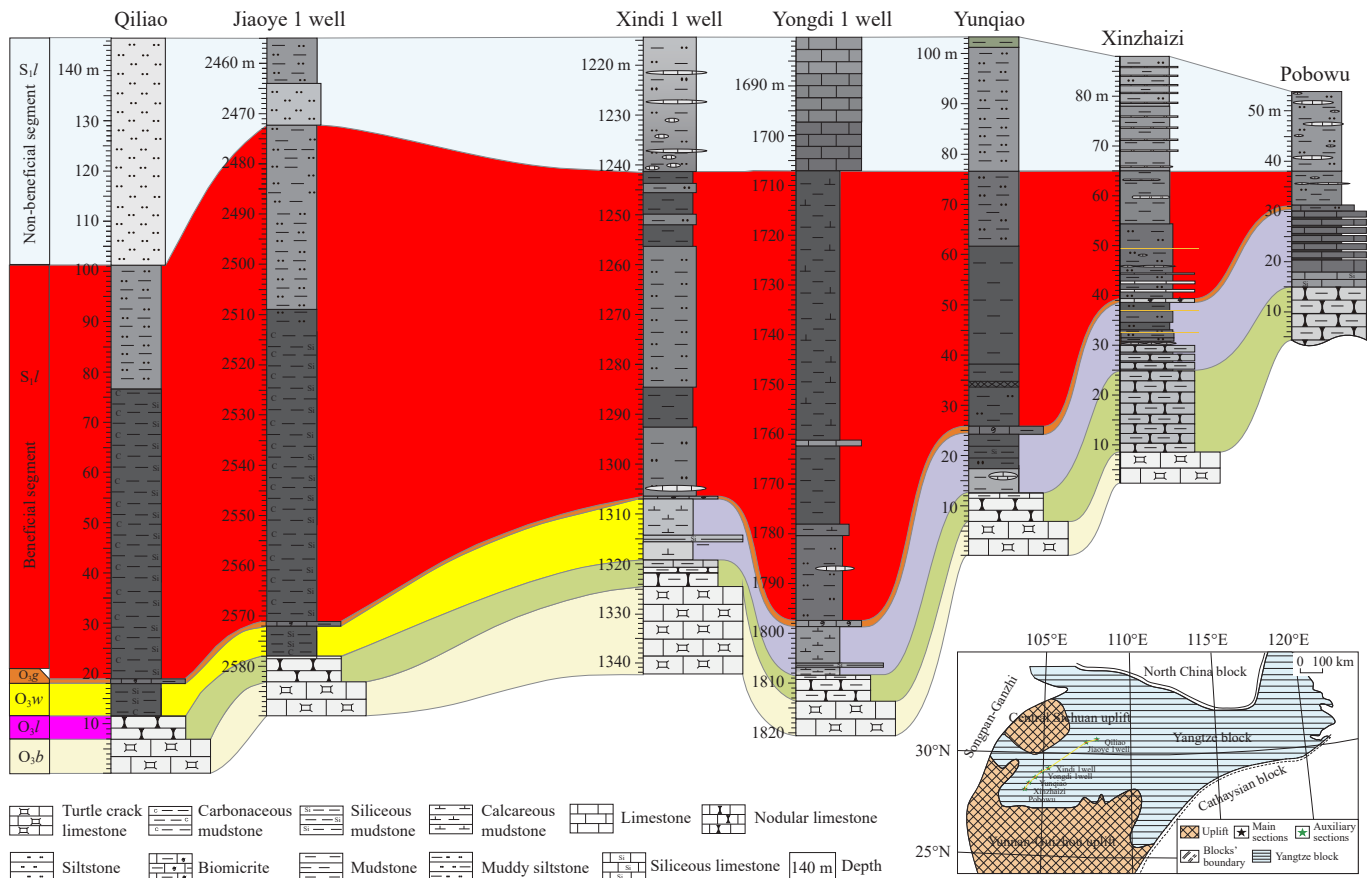 Qiliao
Jiaoye 1 well
Xindi 1 well
Yongdi 1 well
Yunqiao
Xinzhaizi
Pobowu
Non-beneficial segment
S₁l
Beneficial segment
S₁l
O₃g
O₃w
O₃l
O₃b
140 m
130
120
110
100
90
80
70
60
50
40
30
20
10
2460 m
2470
2480
2490
2500
2510
2520
2530
2540
2550
2560
2570
2580
1220 m
1230
1240
1250
1260
1270
1280
1290
1300
1310
1320
1330
1340
1690 m
1700
1710
1720
1730
1740
1750
1760
1770
1780
1790
1800
1810
1820
100 m
90
80
70
60
50
40
30
20
10
80 m
70
60
50
40
30
20
10
50 m
40
30
20
10
105°E
110°E
115°E
120°E
0 100 km
North China block
Songpan-Ganzhi
Central Sichuan uplift
Yangtze block
30°N
Qiliao
Jiaoye 1well
Xindi 1well
Yongdi 1well
Yunqiao
Xinzhaizi
Pobowu
Cathaysian block
Yunnan-Guizhou uplift
25°N
Uplift
Main sections
Auxiliary sections
Blocks' boundary
Yangtze block
Turtle crack limestone
Carbonaceous mudstone
Siliceous mudstone
Calcareous mudstone
Limestone
Nodular limestone
Siltstone
Biomicrite
Mudstone
Muddy siltstone
Siliceous limestone
140 m Depth